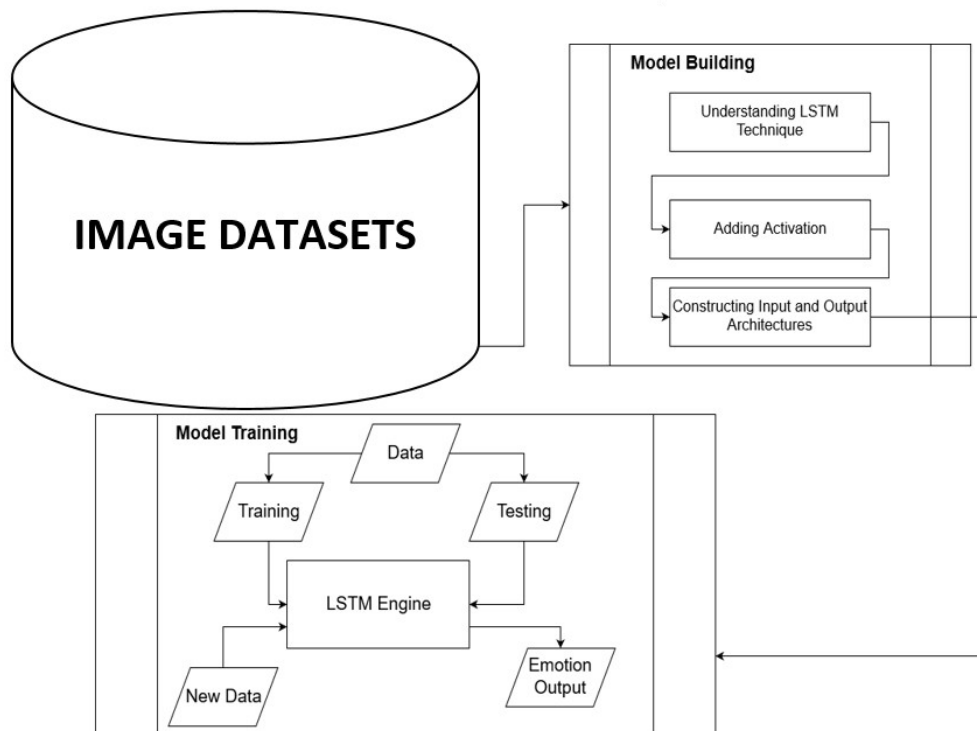 IMAGE DATASETS
Model Building
Understanding LSTM
Technique
Adding Activation
Constructing Input and Output
Architectures
Model Training
Data
Training
Testing
LSTM Engine
New Data
Emotion
Output